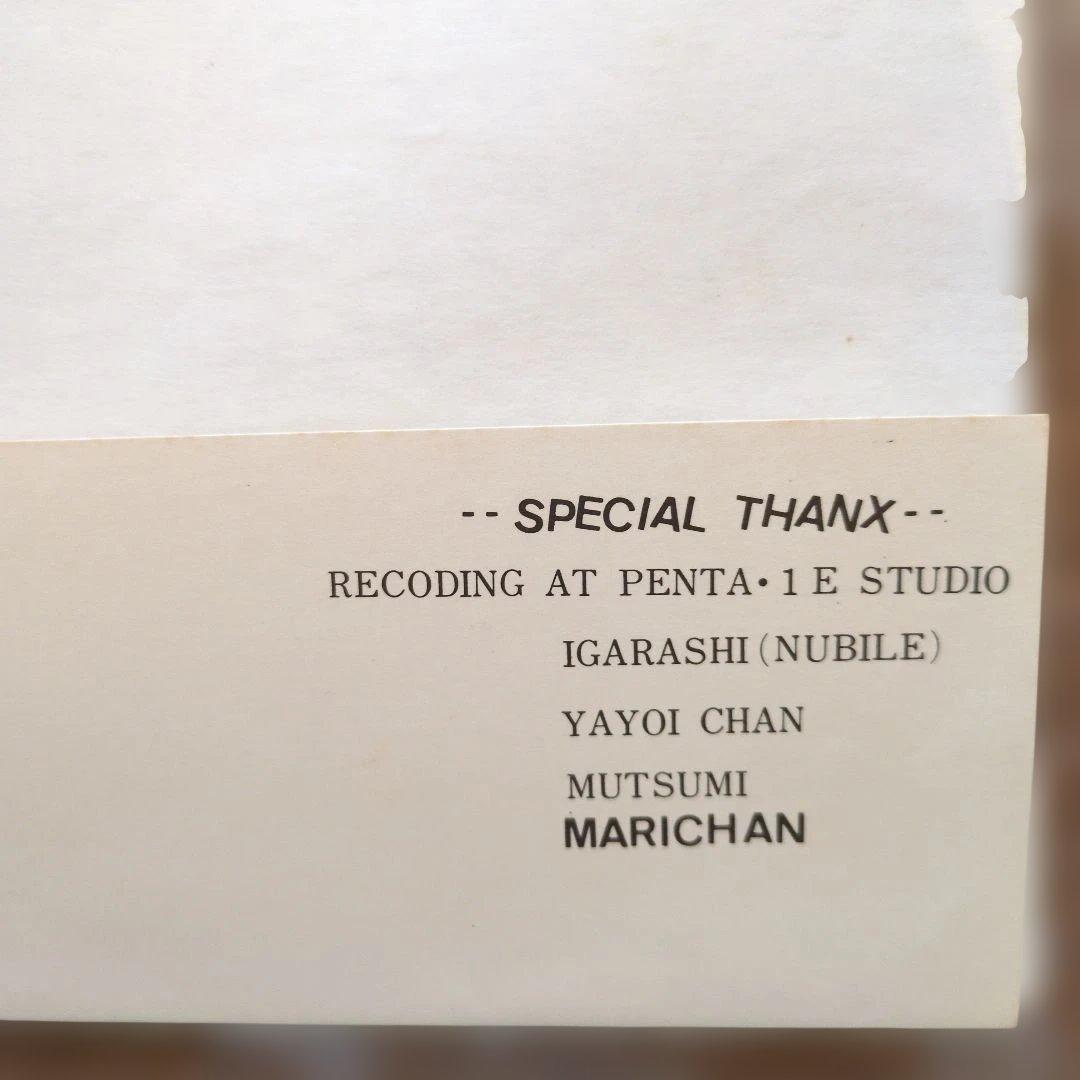 -- SPECIAL THANX--
RECODING AT PENTA・1E STUDIO
IGARASHI(NUBILE)
YAYOI CHAN
MUTSUMI
MARICHAN